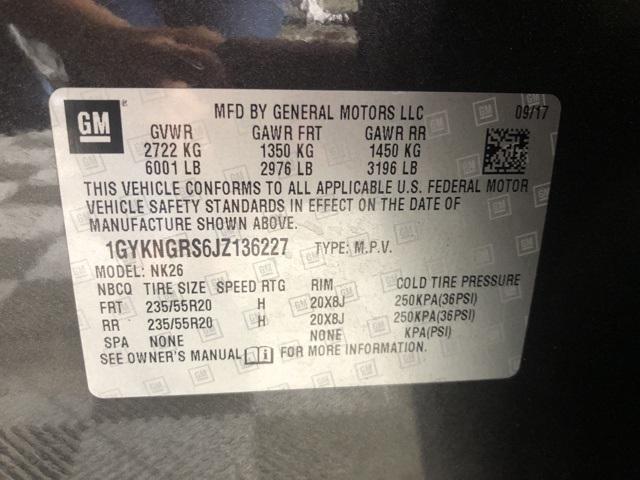 GM MFD BY GENERAL MOTORS LLC 09/17
GVWR GAWR FRT GAWR RR
2722 KG 1350 KG 1450 KG
6001 LB 2976 LB 3196 LB
THIS VEHICLE CONFORMS TO ALL APPLICABLE U.S. FEDERAL MOTOR
VEHICLE SAFETY STANDARDS IN EFFECT ON THE DATE OF
MANUFACTURE SHOWN ABOVE.
1GYKNGRS6JZ136227 TYPE: M.P.V.
MODEL: NK26
NBCQ TIRE SIZE SPEED RTG RIM COLD TIRE PRESSURE
FRT 235/55R20 H 20X8J 250KPA(36PSI)
RR 235/55R20 H 20X8J 250KPA(36PSI)
SPA NONE NONE KPA(PSI)
SEE OWNER'S MANUAL FOR MORE INFORMATION.